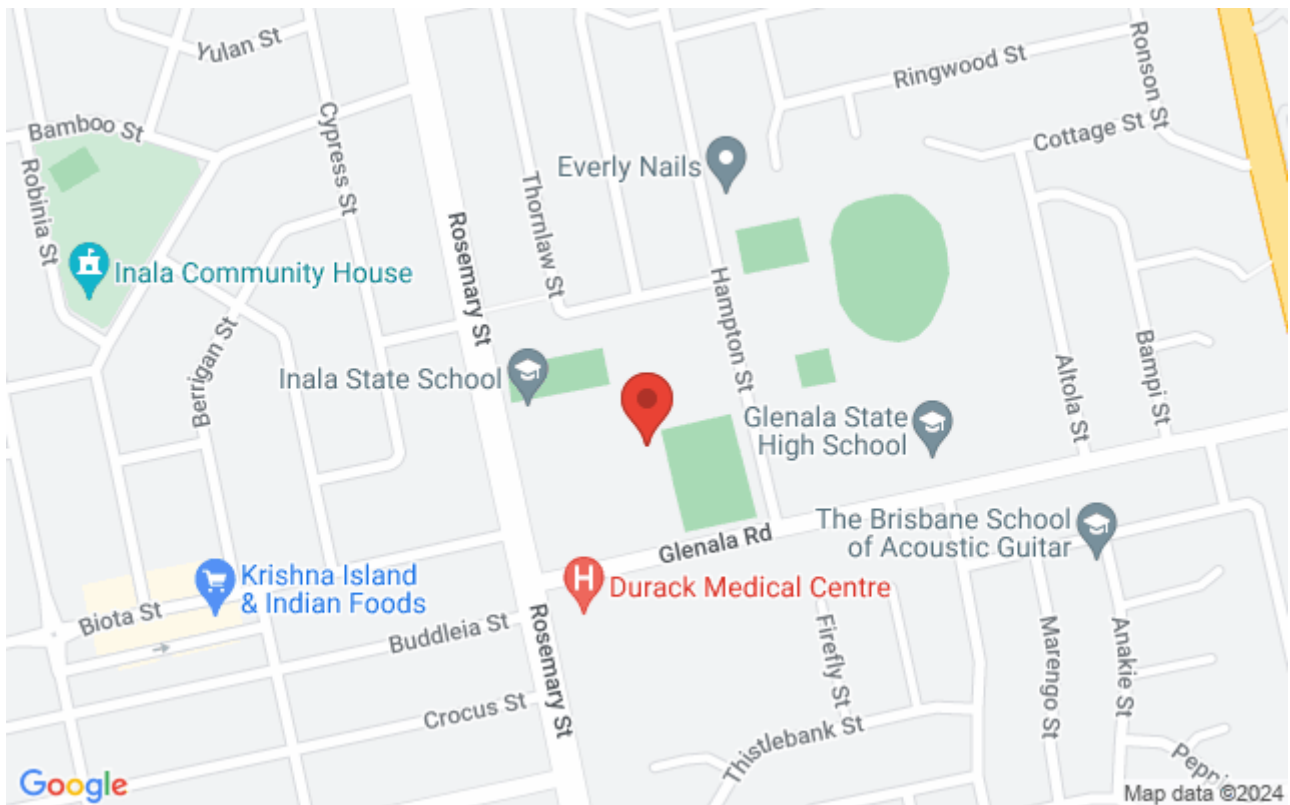 Yulan St
Bamboo St
Robinia St
Cypress St
Ringwood St
Ronson St
Cottage St
Everly Nails
Thornlaw St
Rosemary St
Inala Community House
Hampton St
Berrigan St
Inala State School
Altola St
Bampi St
Glenala State
High School
The Brisbane School
of Acoustic Guitar
Glenala Rd
Krishna Island
& Indian Foods
Durack Medical Centre
Biota St
Buddleia St
Rosemary St
Firefly St
Marengo St
Anakie St
Crocus St
Thistlebank St
Google
Map data ©2024